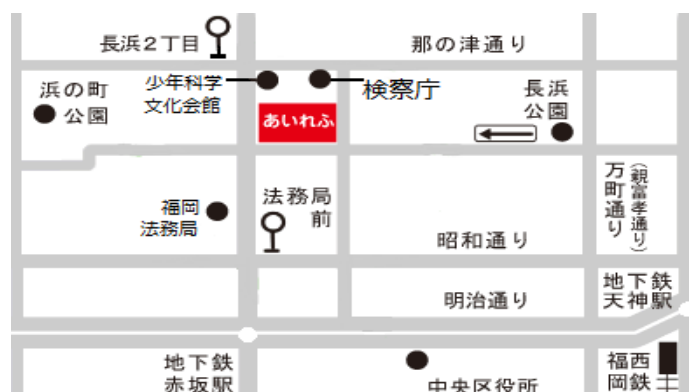 長浜2丁目
那の津通り
少年科学
文化会館
検察庁
浜の町
公園
長浜
公園
あいれふ
法務局
前
福岡
法務局
万町通り
(親富孝通り)
昭和通り
明治通り
地下鉄
天神駅
地下鉄
赤坂駅
中央区役所
福岡
西鉄